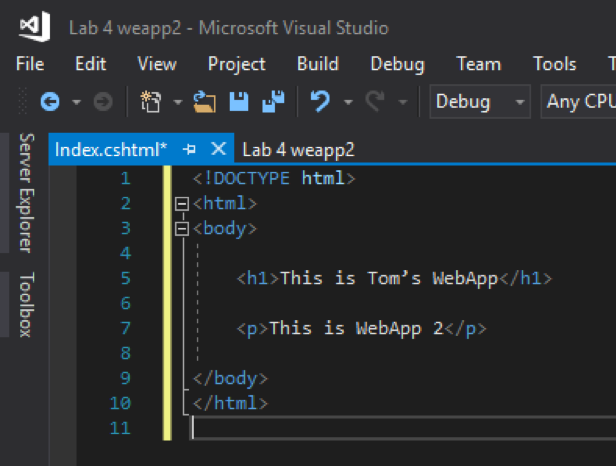 Lab 4 weapp2 - Microsoft Visual Studio
File Edit View Project Build Debug Team Tools
Debug Any CPU
Index.cshtml* Lab 4 weapp2
Server Explorer
Toolbox
1 <!DOCTYPE html>
2 <html>
3 <body>
4
5 <h1>This is Tom’s WebApp</h1>
6
7 <p>This is WebApp 2</p>
8
9 </body>
10 </html>
11